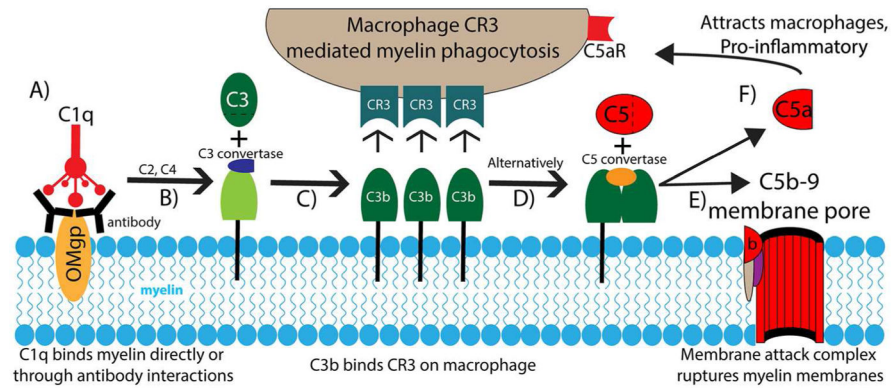 Macrophage CR3
mediated myelin phagocytosis
C5aR
Attracts macrophages,
Pro-inflammatory
A)
C1q
C3
+
C3 convertase
CR3 CR3 CR3
C5
+
C5 convertase
F)
C5a
C2, C4
B)
C)
Alternatively
D)
E)
C5b-9
membrane pore
antibody
OMgp
C3b C3b C3b
b
myelin
C1q binds myelin directly or
through antibody interactions
C3b binds CR3 on macrophage
Membrane attack complex
ruptures myelin membranes